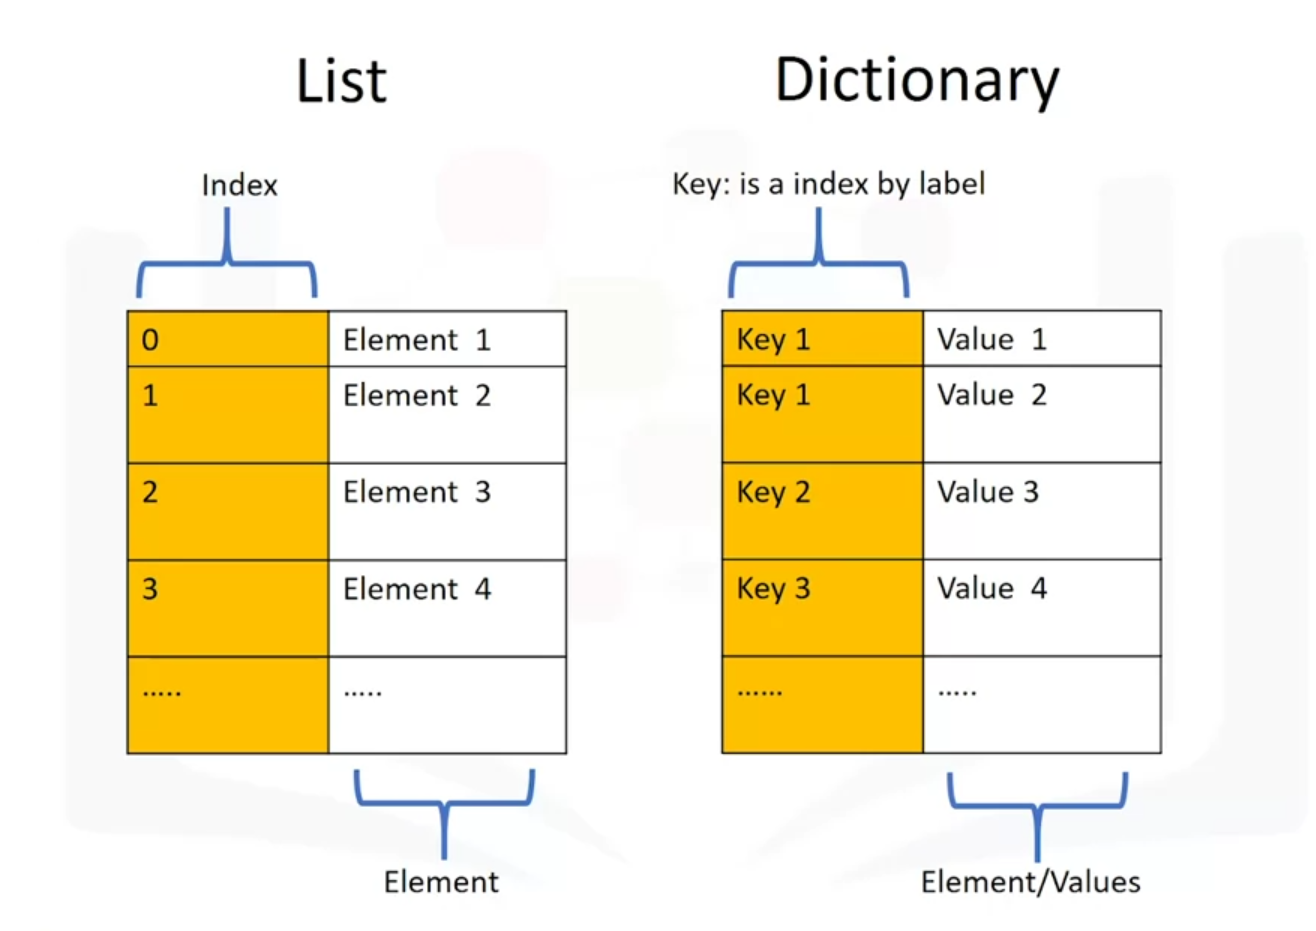 List
Index
0 Element 1
1 Element 2
2 Element 3
3 Element 4
..... .....
Element
Dictionary
Key: is a index by label
Key 1 Value 1
Key 1 Value 2
Key 2 Value 3
Key 3 Value 4
...... .....
Element/Values